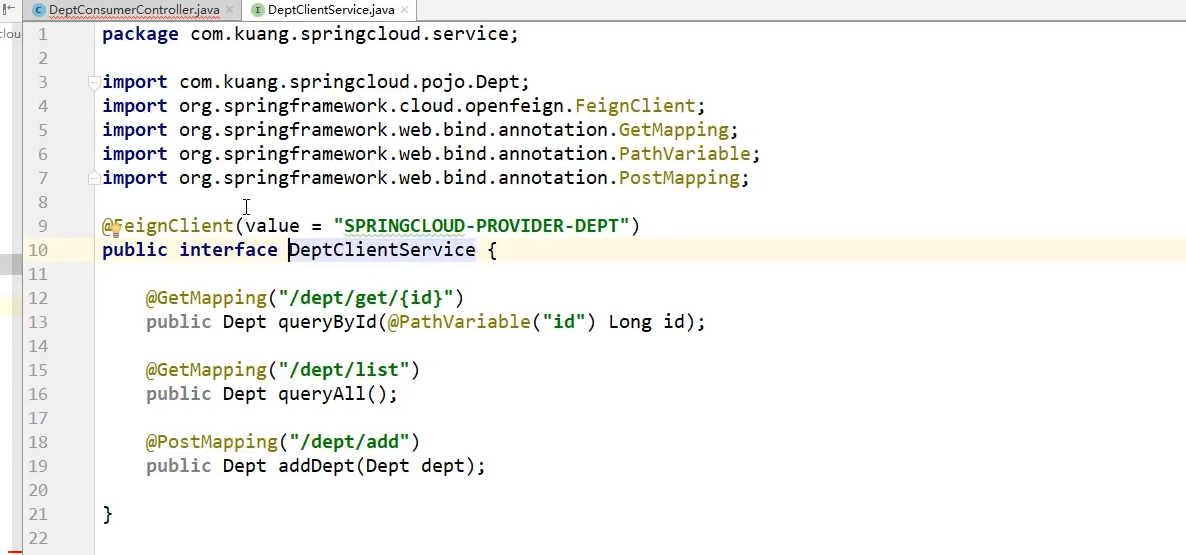 DeptConsumerController.java DeptClientService.java
clou
1 package com.kuang.springcloud.service;
2
3 import com.kuang.springcloud.pojo.Dept;
4 import org.springframework.cloud.openfeign.FeignClient;
5 import org.springframework.web.bind.annotation.GetMapping;
6 import org.springframework.web.bind.annotation.PathVariable;
7 import org.springframework.web.bind.annotation.PostMapping;
8
9 @FeignClient(value = "SPRINGCLOUD-PROVIDER-DEPT")
10 public interface DeptClientService {
11
12 @GetMapping("/dept/get/{id}")
13 public Dept queryById(@PathVariable("id") Long id);
14
15 @GetMapping("/dept/list")
16 public Dept queryAll();
17
18 @PostMapping("/dept/add")
19 public Dept addDept(Dept dept);
20
21 }
22